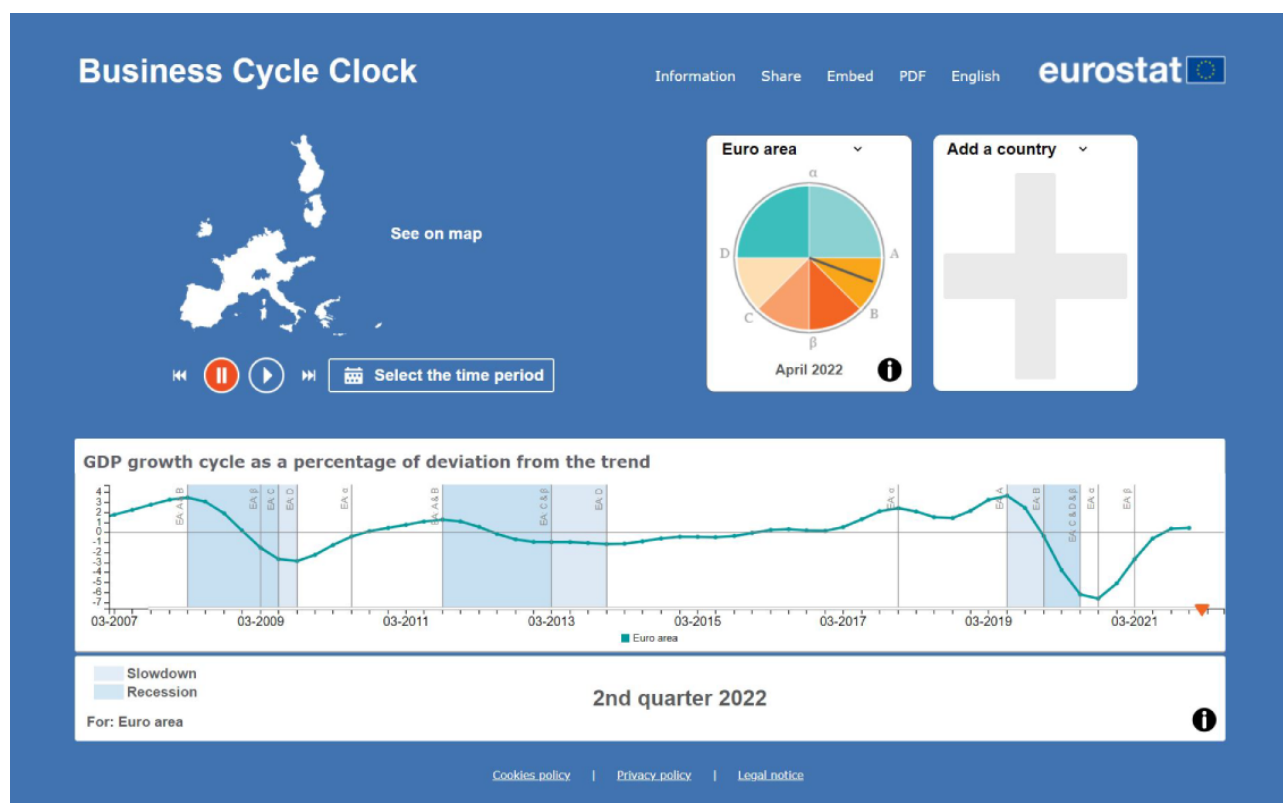 Business Cycle Clock
Information Share Embed PDF English
eurostat
See on map
Select the time period
Euro area
α
D
A
C
B
β
April 2022
Add a country
GDP growth cycle as a percentage of deviation from the trend
4
3
2
1
0
-1
-2
-3
-4
-5
-6
-7
EA: A & B
EA: β
EA: C
EA: D
EA: α
EA: A & B
EA: C & β
EA: D
EA: α
EA: A
EA: B
EA: C & D & β
EA: α
EA: β
03-2007 03-2009 03-2011 03-2013 03-2015 03-2017 03-2019 03-2021
Euro area
Slowdown
Recession
For: Euro area
2nd quarter 2022
Cookies policy | Privacy policy | Legal notice